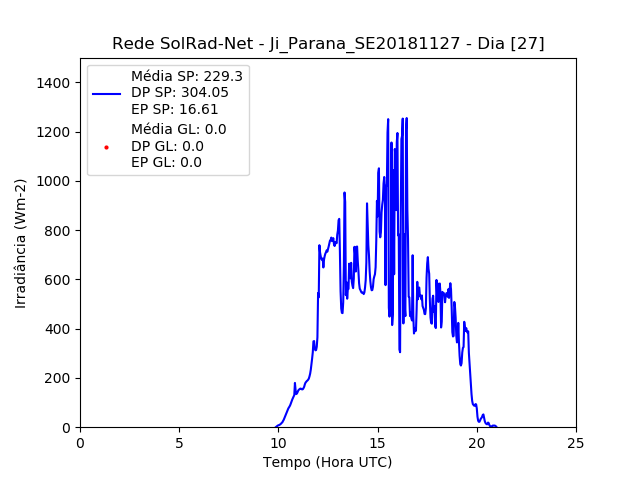 Rede SolRad-Net - Ji_Parana_SE20181127 - Dia [27]
Média SP: 229.3
DP SP: 304.05
EP SP: 16.61
Média GL: 0.0
DP GL: 0.0
EP GL: 0.0
Irradiância (Wm-2)
1400
1200
1000
800
600
400
200
0
0 5 10 15 20 25
Tempo (Hora UTC)